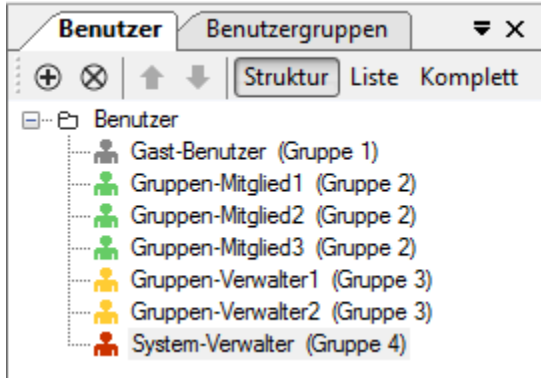 Benutzer Benutzergruppen
Struktur Liste Komplett
Benutzer
Gast-Benutzer (Gruppe 1)
Gruppen-Mitglied1 (Gruppe 2)
Gruppen-Mitglied2 (Gruppe 2)
Gruppen-Mitglied3 (Gruppe 2)
Gruppen-Verwalter1 (Gruppe 3)
Gruppen-Verwalter2 (Gruppe 3)
System-Verwalter (Gruppe 4)